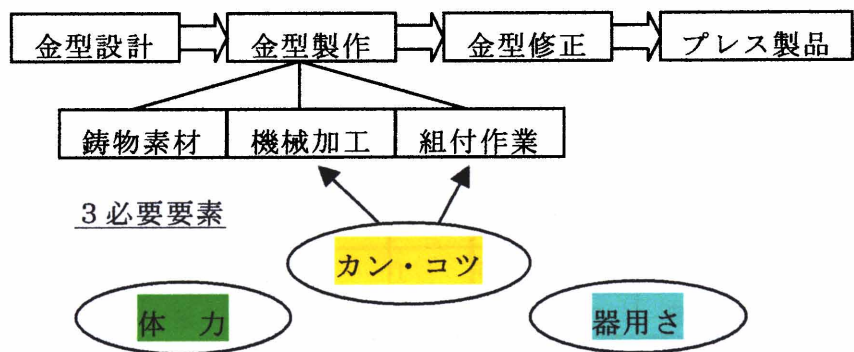 金型設計 金型製作 金型修正 プレス製品
鋳物素材 機械加工 組付作業
3必要要素
カン・コツ
体 力 器用さ